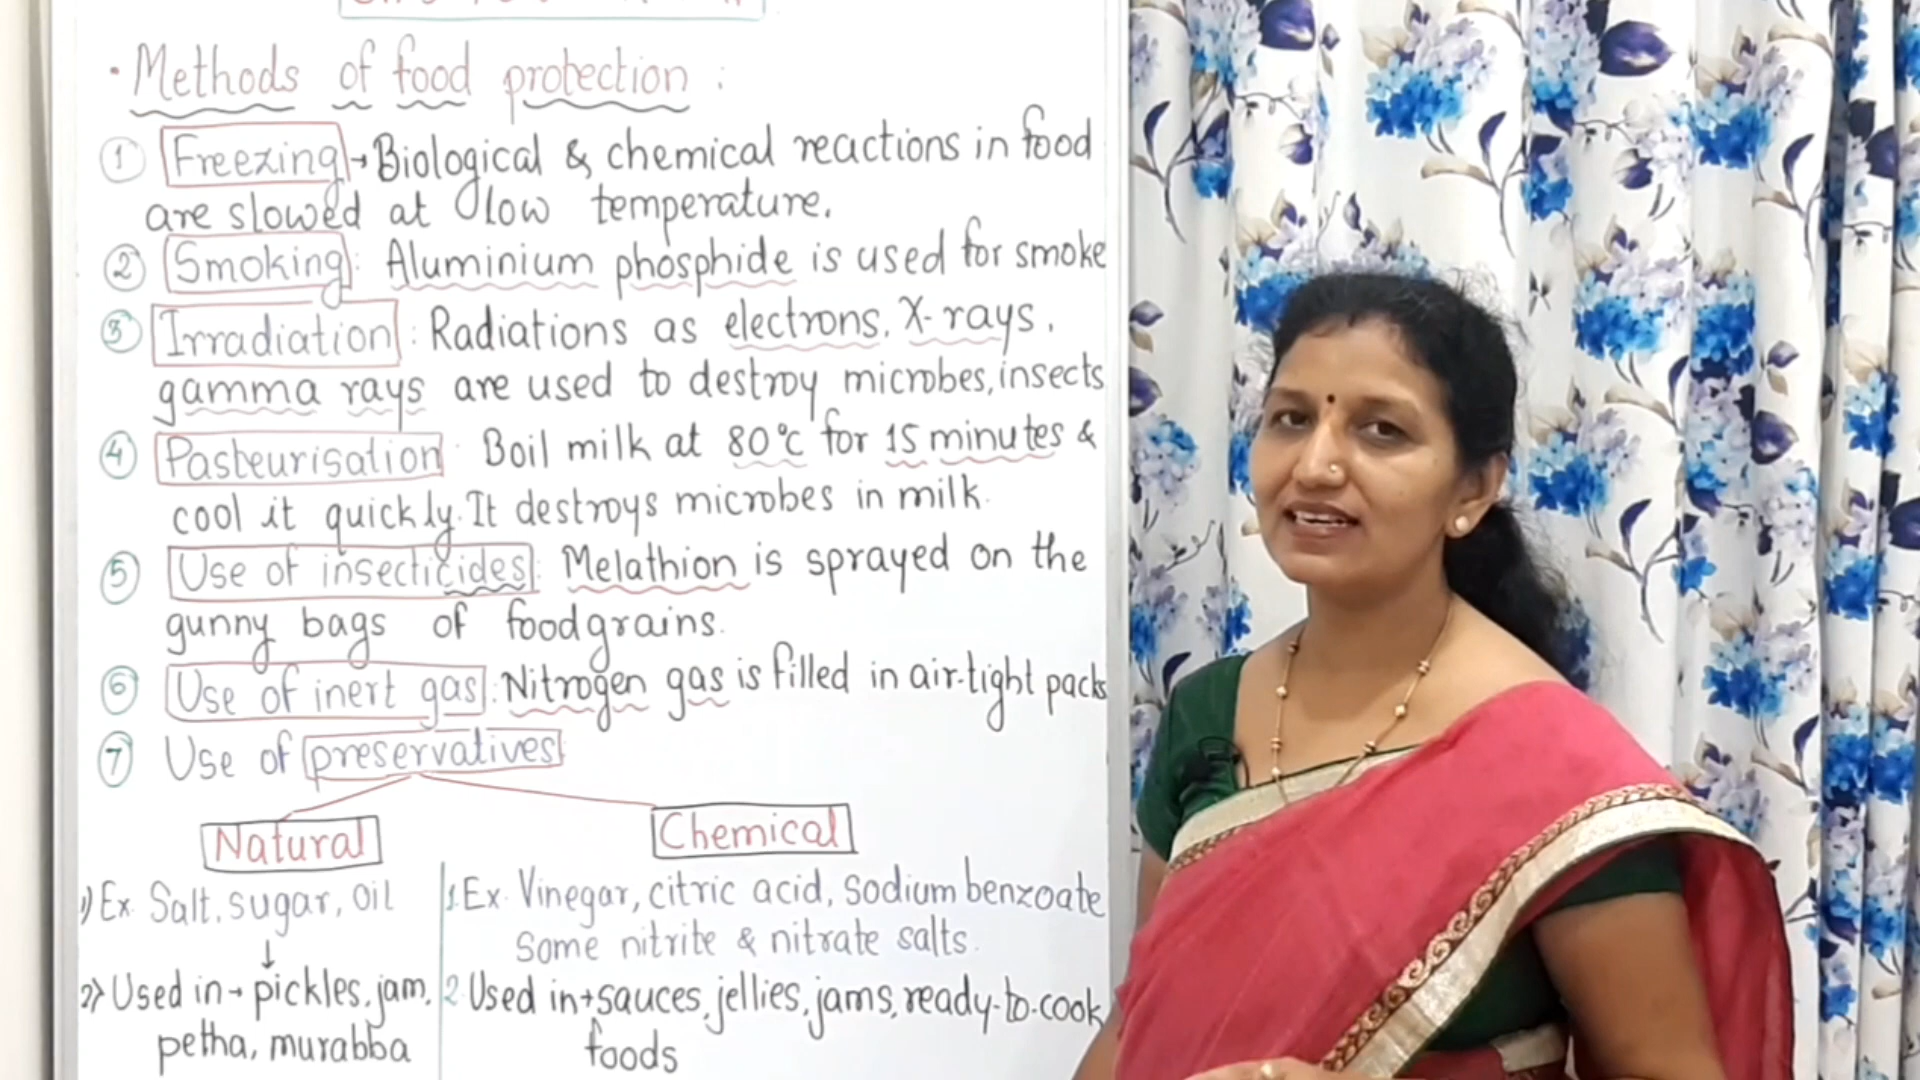 • Methods of food protection :
1 Freezing → Biological & chemical reactions in food
are slowed at low temperature.
2 Smoking : Aluminium phosphide is used for smoke
3 Irradiation : Radiations as electrons, X-rays,
gamma rays are used to destroy microbes, insects
4 Pasteurisation : Boil milk at 80°c for 15 minutes &
cool it quickly. It destroys microbes in milk.
5 Use of insecticides : Melathion is sprayed on the
gunny bags of foodgrains.
6 Use of inert gas : Nitrogen gas is filled in air-tight packs
7 Use of preservatives
Natural
1) Ex. Salt, sugar, oil
↓
2) Used in → pickles, jam,
petha, murabba
Chemical
1. Ex. Vinegar, citric acid, sodium benzoate
some nitrite & nitrate salts.
2. Used in → sauces, jellies, jams, ready-to-cook
foods